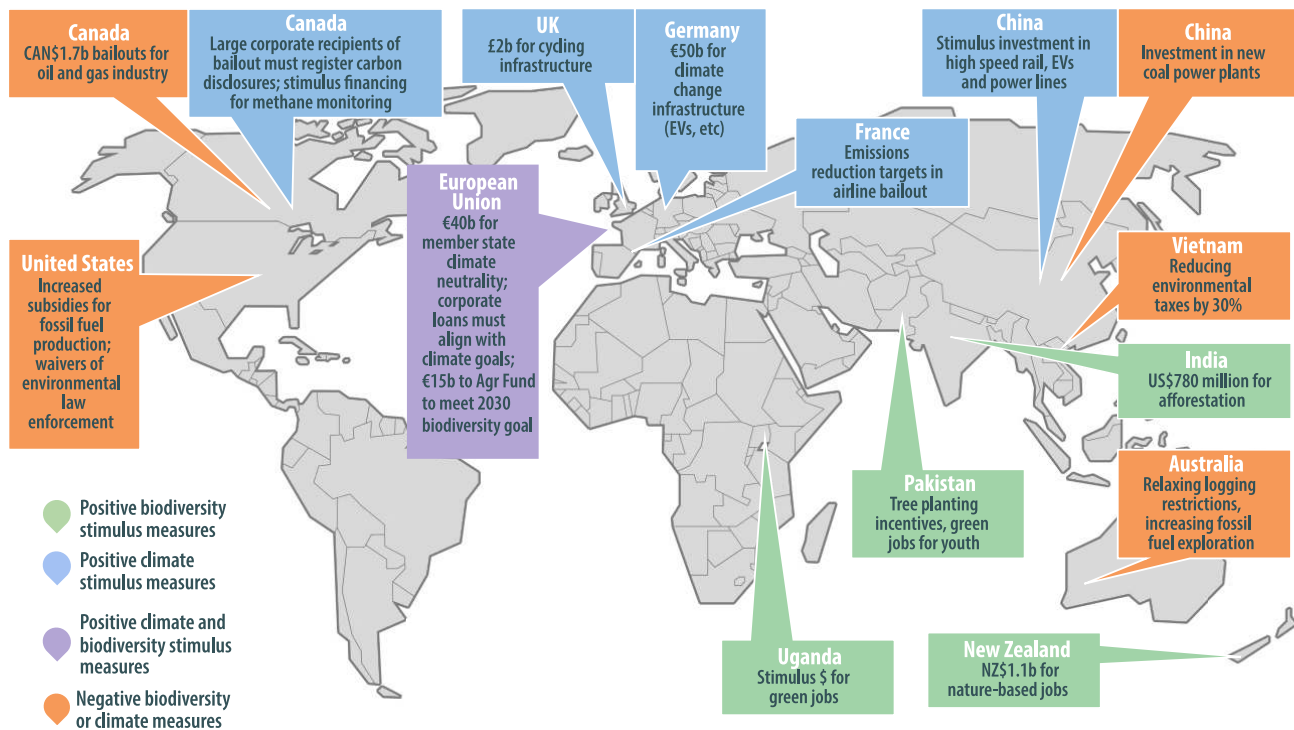 Canada
CAN$1.7b bailouts for
oil and gas industry
Canada
Large corporate recipients of
bailout must register carbon
disclosures; stimulus financing
for methane monitoring
UK
£2b for cycling
infrastructure
Germany
€50b for
climate
change
infrastructure
(EVs, etc)
China
Stimulus investment in
high speed rail, EVs
and power lines
China
Investment in new
coal power plants
France
Emissions
reduction targets in
airline bailout
European
Union
€40b for
member state
climate
neutrality;
corporate
loans must
align with
climate goals;
€15b to Agr Fund
to meet 2030
biodiversity goal
United States
Increased
subsidies for
fossil fuel
production;
waivers of
environmental
law
enforcement
Vietnam
Reducing
environmental
taxes by 30%
India
US$780 million for
afforestation
Australia
Relaxing logging
restrictions,
increasing fossil
fuel exploration
Pakistan
Tree planting
incentives, green
jobs for youth
Uganda
Stimulus $ for
green jobs
New Zealand
NZ$1.1b for
nature-based jobs
Positive biodiversity
stimulus measures
Positive climate
stimulus measures
Positive climate and
biodiversity stimulus
measures
Negative biodiversity
or climate measures